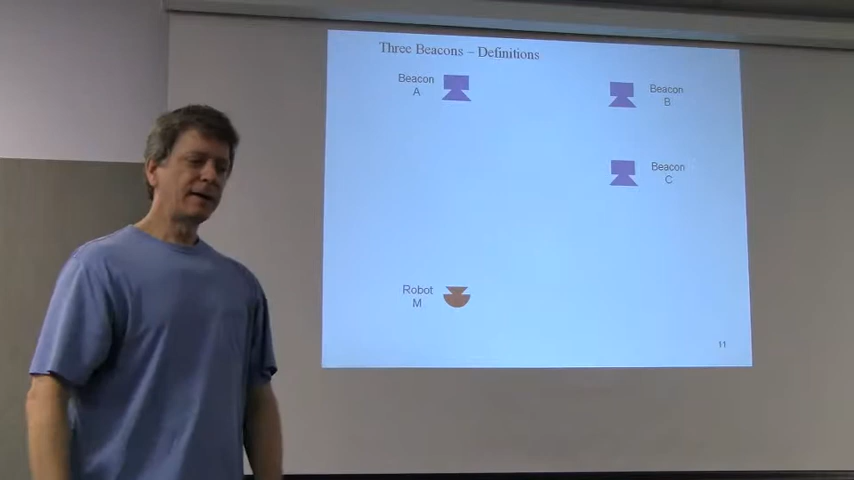 Three Beacons – Definitions
Beacon
A
Beacon
B
Beacon
C
Robot
M
11